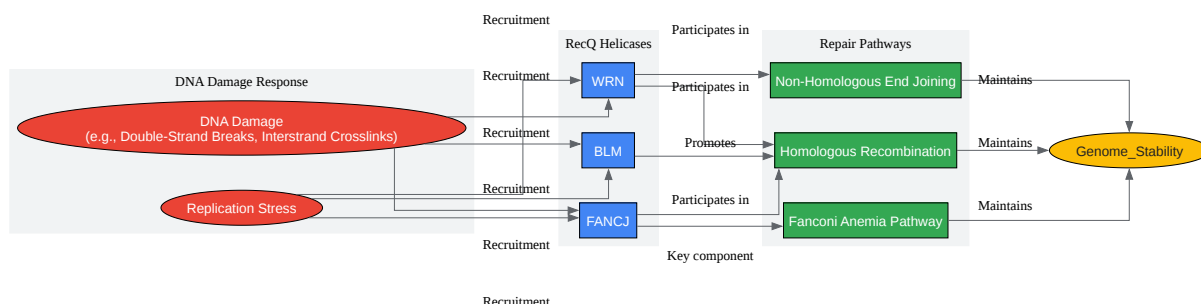 Recruitment
Participates in
RecQ Helicases
Repair Pathways
DNA Damage Response
Recruitment
WRN
Participates in
Non-Homologous End Joining
Maintains
DNA Damage
(e.g., Double-Strand Breaks, Interstrand Crosslinks)
Recruitment
BLM
Promotes
Homologous Recombination
Maintains
Genome_Stability
Recruitment
Replication Stress
FANCJ
Participates in
Fanconi Anemia Pathway
Maintains
Recruitment
Key component
Recruitment